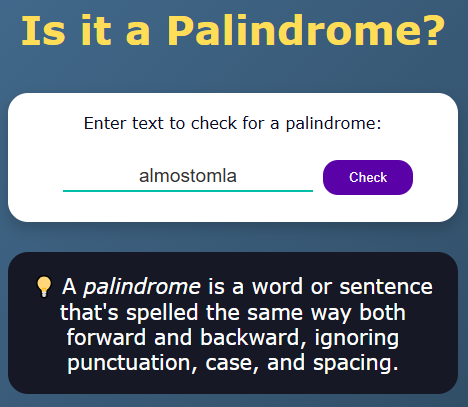 Is it a Palindrome?
Enter text to check for a palindrome:
almostomla
Check
A palindrome is a word or sentence
that's spelled the same way both
forward and backward, ignoring
punctuation, case, and spacing.